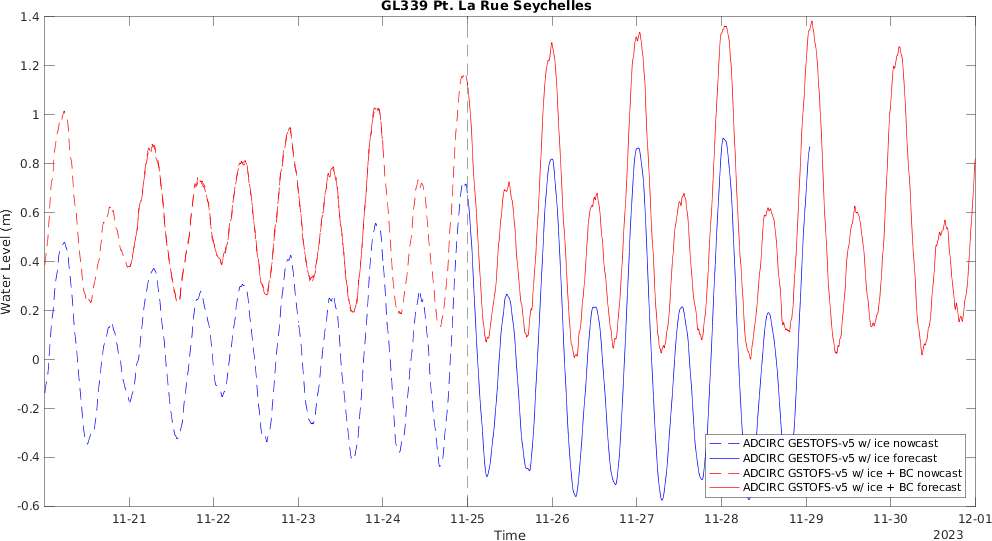 GL339 Pt. La Rue Seychelles
Water Level (m)
1.4
1.2
1
0.8
0.6
0.4
0.2
0
-0.2
-0.4
-0.6
ADCIRC GESTOFS-v5 w/ ice nowcast
ADCIRC GESTOFS-v5 w/ ice forecast
ADCIRC GSTOFS-v5 w/ ice + BC nowcast
ADCIRC GSTOFS-v5 w/ ice + BC forecast
11-21 11-22 11-23 11-24 11-25 11-26 11-27 11-28 11-29 11-30 12-01
Time
2023